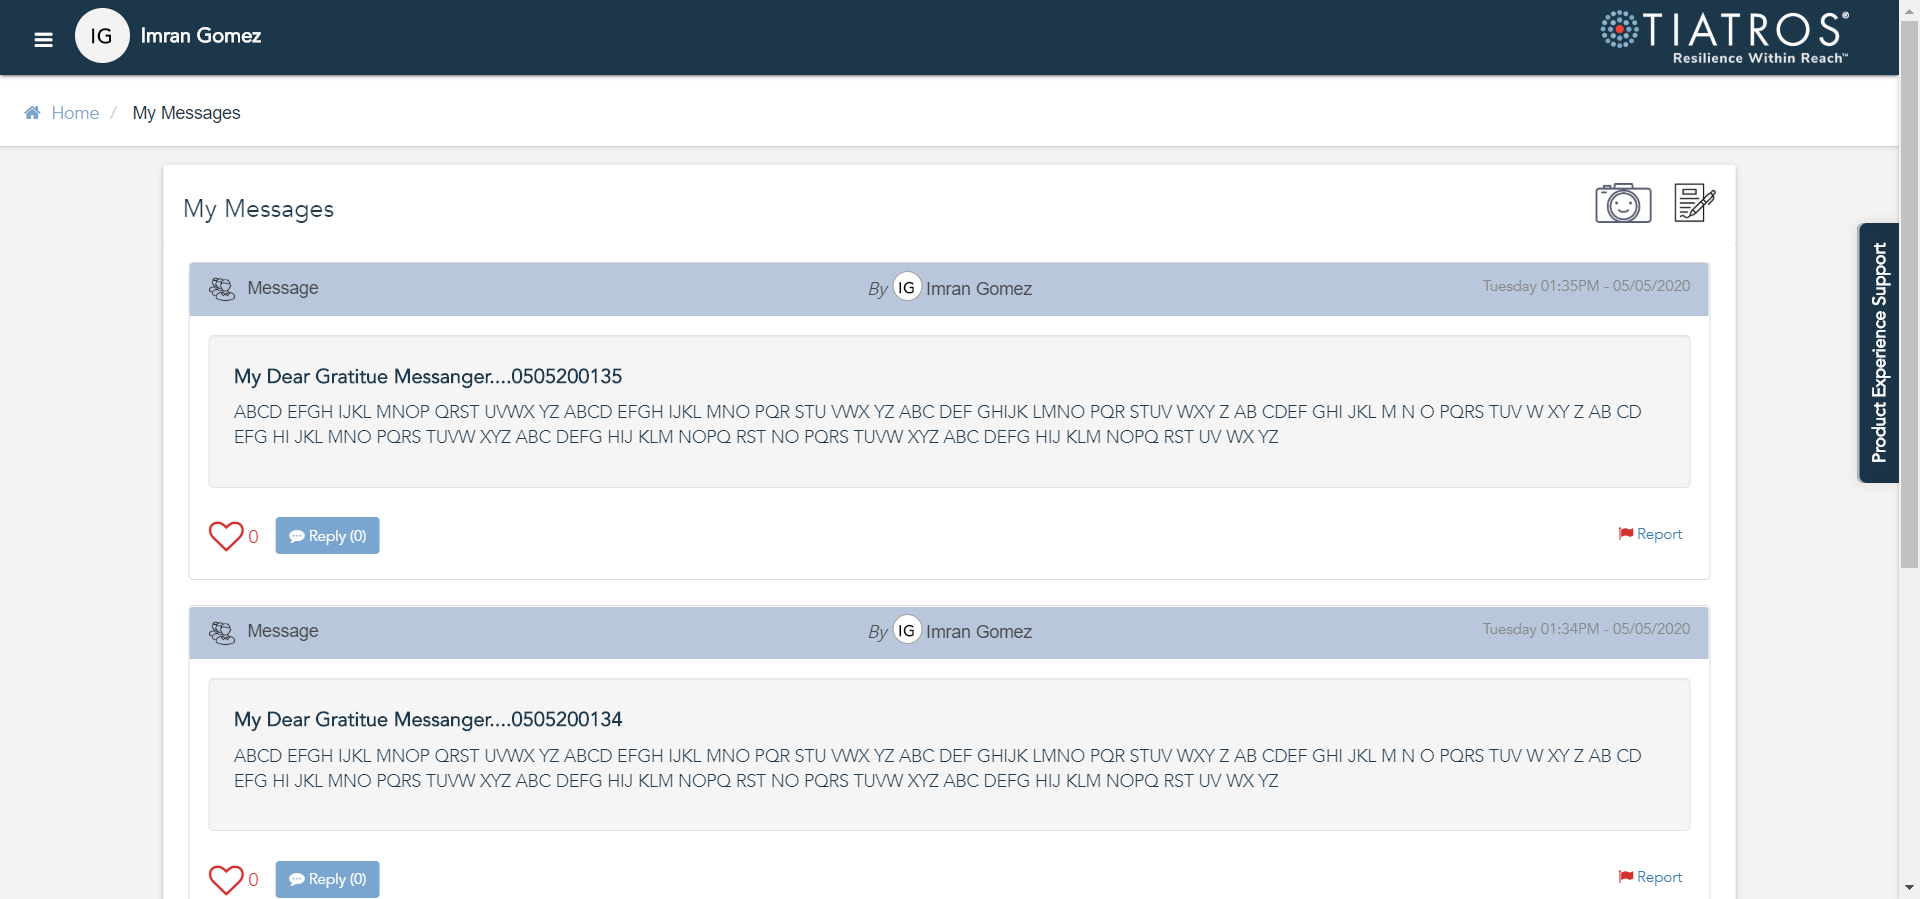 IG Imran Gomez
TIATROS®
Resilience Within Reach™
Home / My Messages
My Messages
Product Experience Support
Message By IG Imran Gomez Tuesday 01:35PM - 05/05/2020
My Dear Gratitue Messanger....0505200135
ABCD EFGH IJKL MNOP QRST UVWX YZ ABCD EFGH IJKL MNO PQR STU VWX YZ ABC DEF GHIJK LMNO PQR STUV WXY Z AB CDEF GHI JKL M N O PQRS TUV W XY Z AB CD
EFG HI JKL MNO PQRS TUVW XYZ ABC DEFG HIJ KLM NOPQ RST NO PQRS TUVW XYZ ABC DEFG HIJ KLM NOPQ RST UV WX YZ
0 Reply (0) Report
Message By IG Imran Gomez Tuesday 01:34PM - 05/05/2020
My Dear Gratitue Messanger....0505200134
ABCD EFGH IJKL MNOP QRST UVWX YZ ABCD EFGH IJKL MNO PQR STU VWX YZ ABC DEF GHIJK LMNO PQR STUV WXY Z AB CDEF GHI JKL M N O PQRS TUV W XY Z AB CD
EFG HI JKL MNO PQRS TUVW XYZ ABC DEFG HIJ KLM NOPQ RST NO PQRS TUVW XYZ ABC DEFG HIJ KLM NOPQ RST UV WX YZ
0 Reply (0) Report